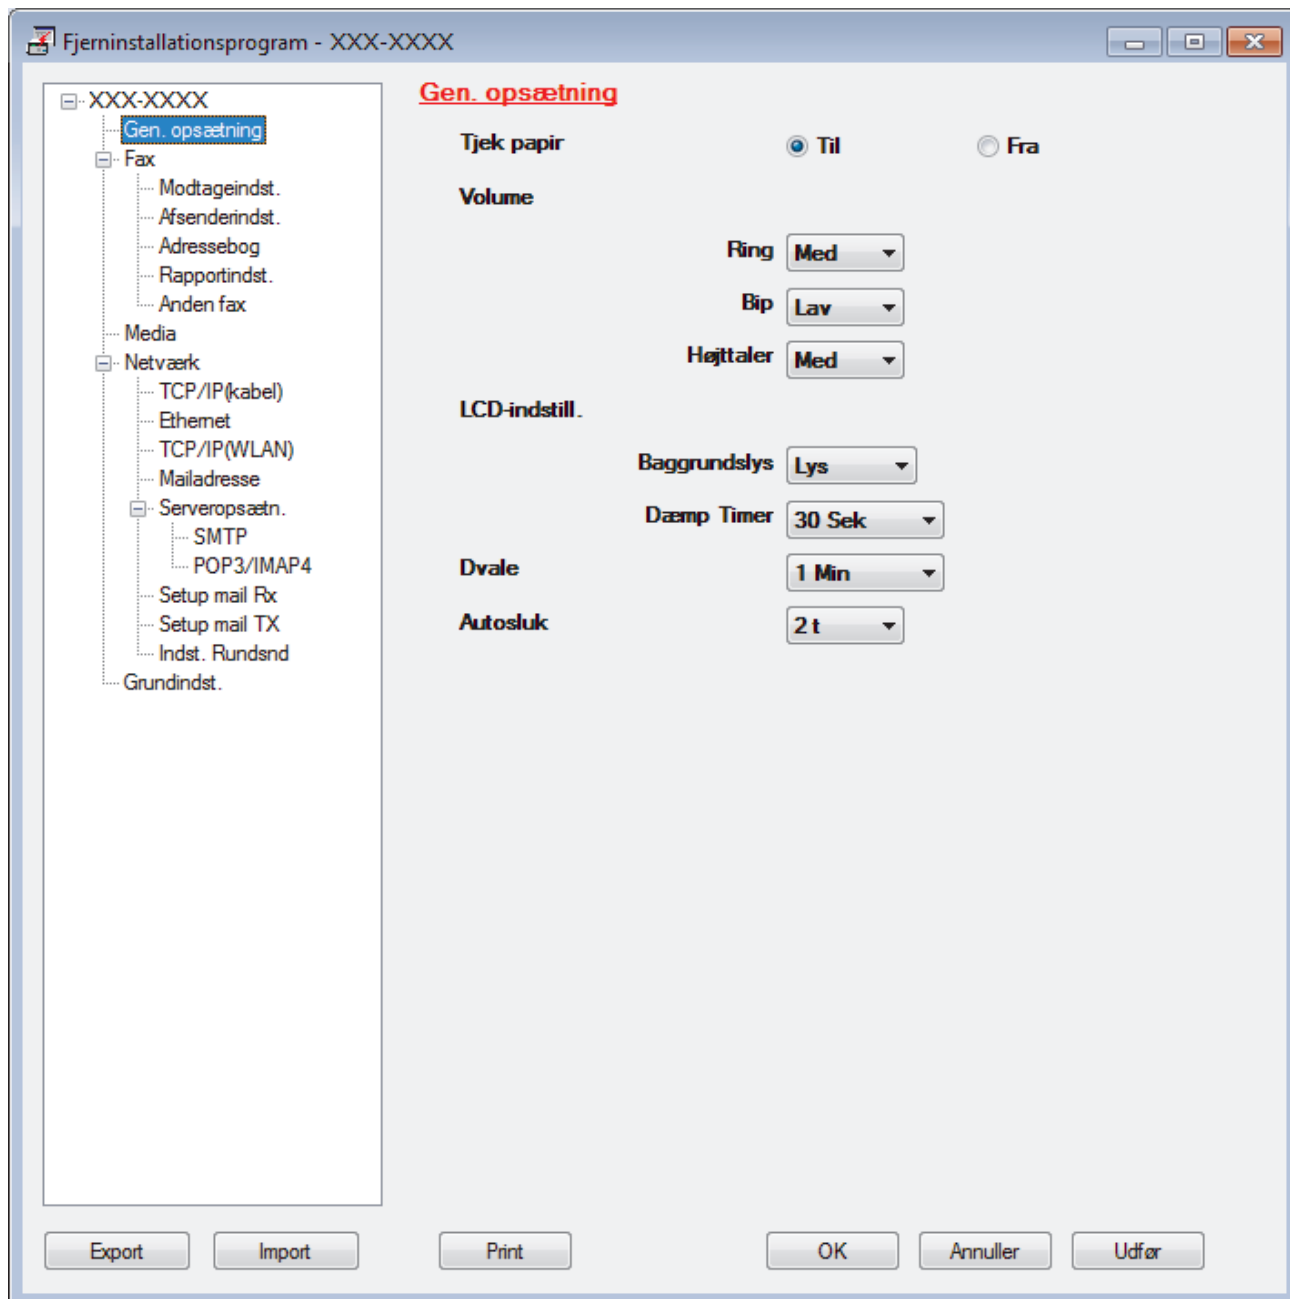 Fjerninstallationsprogram - XXX-XXXX
XXX-XXXX
Gen. opsætning
Fax
Modtageindst.
Afsenderindst.
Adressebog
Rapportindst.
Anden fax
Media
Netværk
TCP/IP(kabel)
Ethernet
TCP/IP(WLAN)
Mailadresse
Serveropsætn.
SMTP
POP3/IMAP4
Setup mail Rx
Setup mail TX
Indst. Rundsnd
Grundindst.
Gen. opsætning
Tjek papir Til Fra
Volume
Ring Med
Bip Lav
Højttaler Med
LCD-indstill.
Baggrundslys Lys
Dæmp Timer 30 Sek
Dvale 1 Min
Autosluk 2 t
Export Import Print OK Annuller Udfør